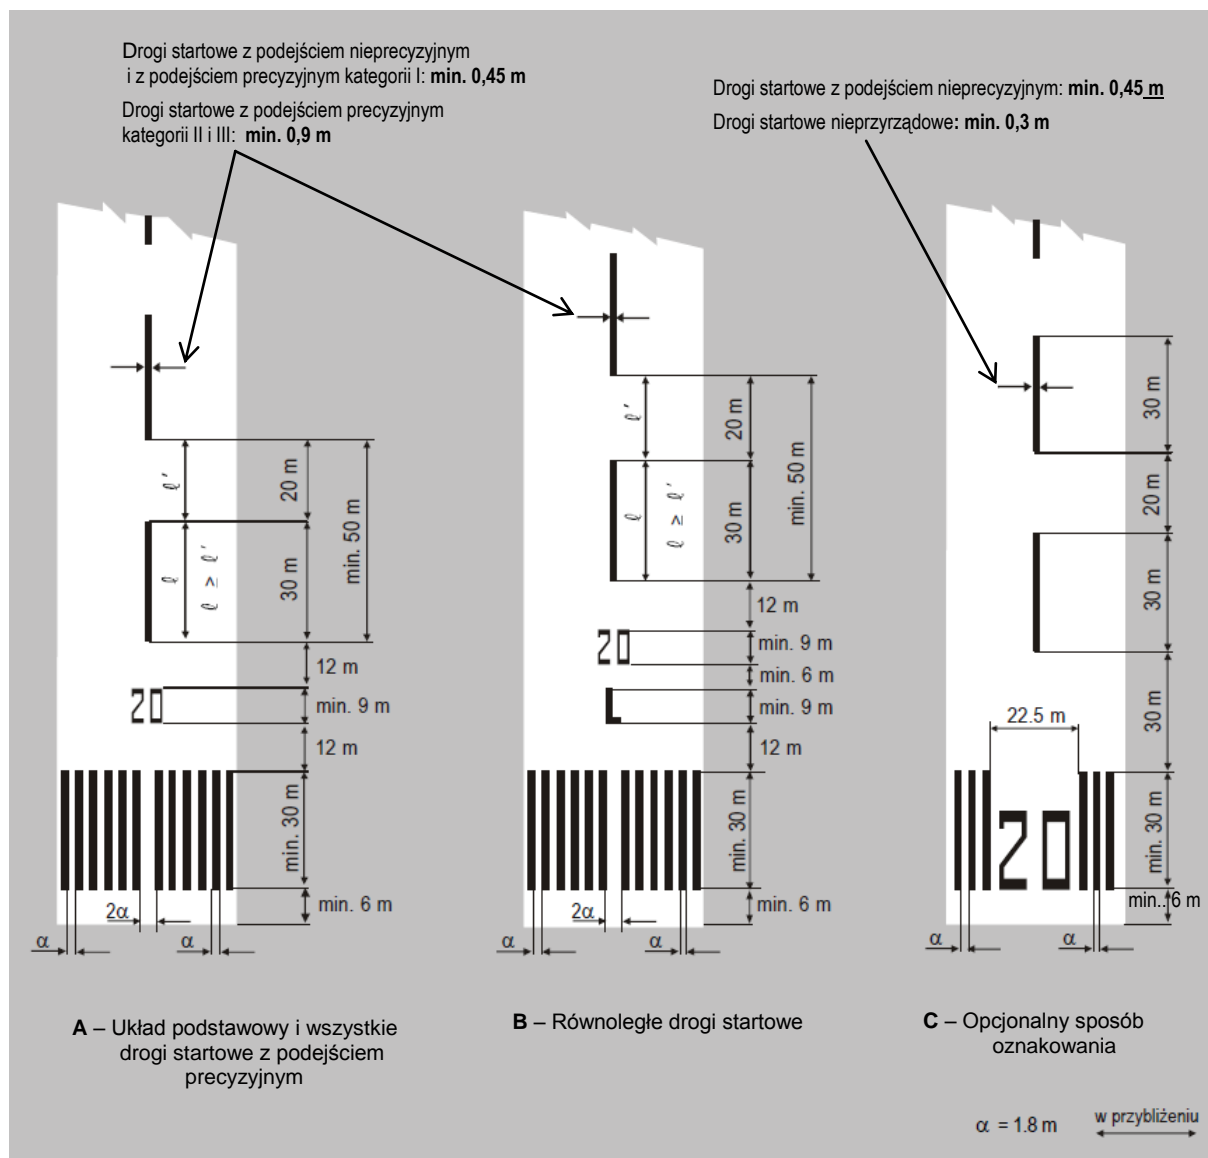 Drogi startowe z podejściem nieprecyzyjnym
i z podejściem precyzyjnym kategorii I: min. 0,45 m
Drogi startowe z podejściem precyzyjnym
kategorii II i III: min. 0,9 m
Drogi startowe z podejściem nieprecyzyjnym: min. 0,45 m
Drogi startowe nieprzyrządowe: min. 0,3 m
ℓ'
20 m
min. 50 m
ℓ
ℓ ≥ ℓ'
30 m
12 m
20
min. 9 m
12 m
min. 30 m
min. 6 m
2α
α
α
ℓ'
20 m
min. 50 m
ℓ
ℓ ≥ ℓ'
30 m
12 m
20
min. 9 m
min. 6 m
L
min. 9 m
12 m
min. 30 m
min. 6 m
2α
α
α
30 m
20 m
30 m
30 m
22.5 m
20
min. 30 m
min.: 6 m
α
α
A – Układ podstawowy i wszystkie
drogi startowe z podejściem
precyzyjnym
B – Równoległe drogi startowe
C – Opcjonalny sposób
oznakowania
α = 1.8 m
w przybliżeniu